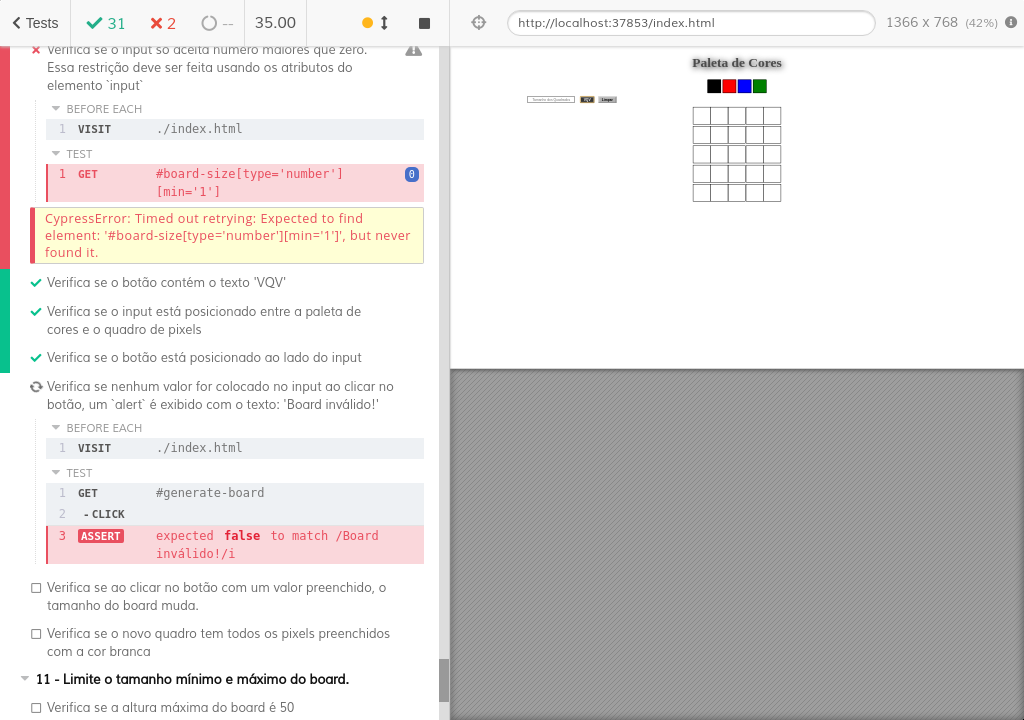 Tests
31
2
--
35.00
http://localhost:37853/index.html
1366 x 768 (42%)
Verifica se o input só aceita número maiores que zero.
Essa restrição deve ser feita usando os atributos do
elemento `input`
BEFORE EACH
1 VISIT ./index.html
TEST
1 GET #board-size[type='number'] 0
[min='1']
CypressError: Timed out retrying: Expected to find
element: '#board-size[type='number'][min='1']', but never
found it.
Verifica se o botão contém o texto 'VQV'
Verifica se o input está posicionado entre a paleta de
cores e o quadro de pixels
Verifica se o botão está posicionado ao lado do input
Verifica se nenhum valor for colocado no input ao clicar no
botão, um `alert` é exibido com o texto: 'Board inválido!'
BEFORE EACH
1 VISIT ./index.html
TEST
1 GET #generate-board
2 - CLICK
3 ASSERT expected false to match /Board
inválido!/i
Verifica se ao clicar no botão com um valor preenchido, o
tamanho do board muda.
Verifica se o novo quadro tem todos os pixels preenchidos
com a cor branca
11 - Limite o tamanho mínimo e máximo do board.
Verifica se a altura máxima do board é 50
Paleta de Cores
VQV
Limpar